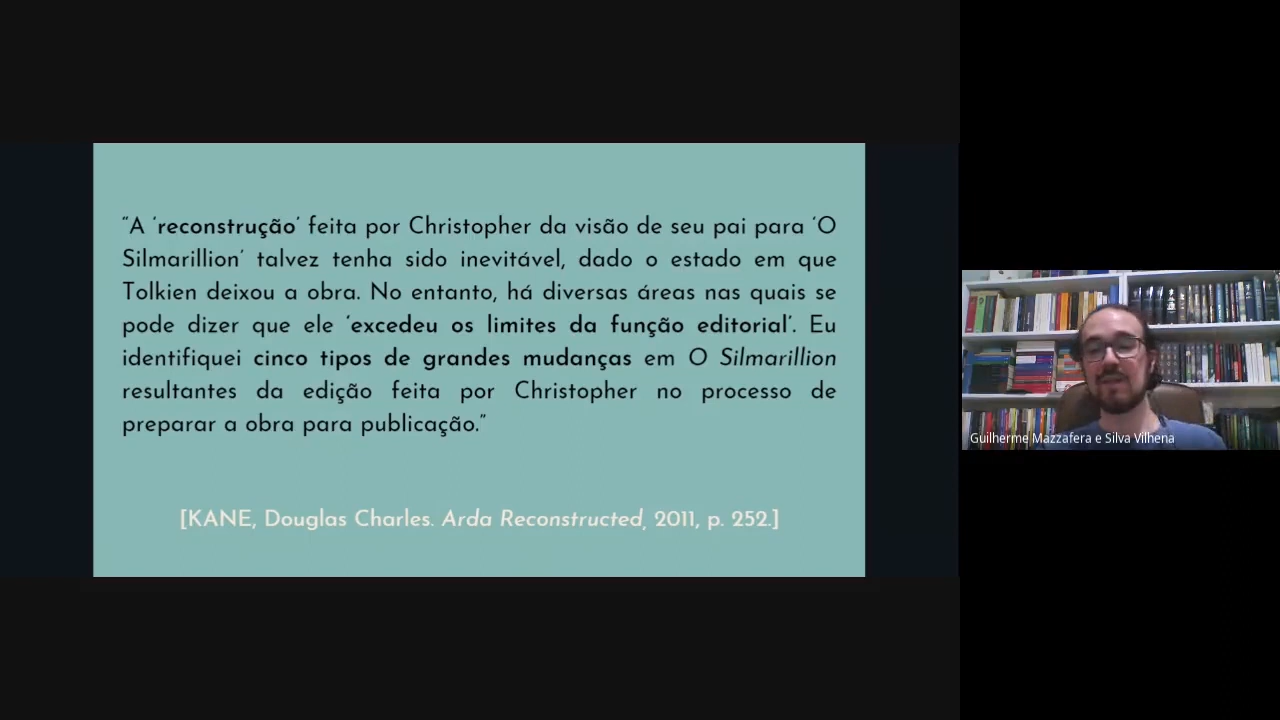 “A ‘reconstrução’ feita por Christopher da visão de seu pai para ‘O
Silmarillion’ talvez tenha sido inevitável, dado o estado em que
Tolkien deixou a obra. No entanto, há diversas áreas nas quais se
pode dizer que ele ‘excedeu os limites da função editorial’. Eu
identifiquei cinco tipos de grandes mudanças em O Silmarillion
resultantes da edição feita por Christopher no processo de
preparar a obra para publicação.”
[KANE, Douglas Charles. Arda Reconstructed, 2011, p. 252.]
Guilherme Mazzafera e Silva Vilhena